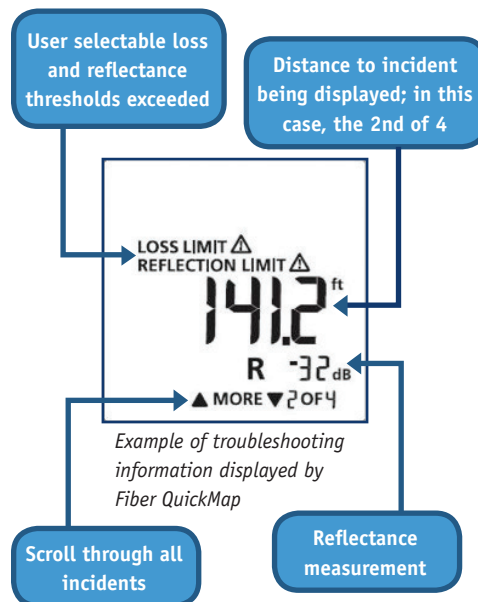 User selectable loss
and reflectance
thresholds exceeded
Distance to incident
being displayed; in this
case, the 2nd of 4
LOSS LIMIT ⚠
REFLECTION LIMIT ⚠
141.2 ft
R -32 dB
▲ MORE ▼ 2 OF 4
Example of troubleshooting
information displayed by
Fiber QuickMap
Scroll through all
incidents
Reflectance
measurement